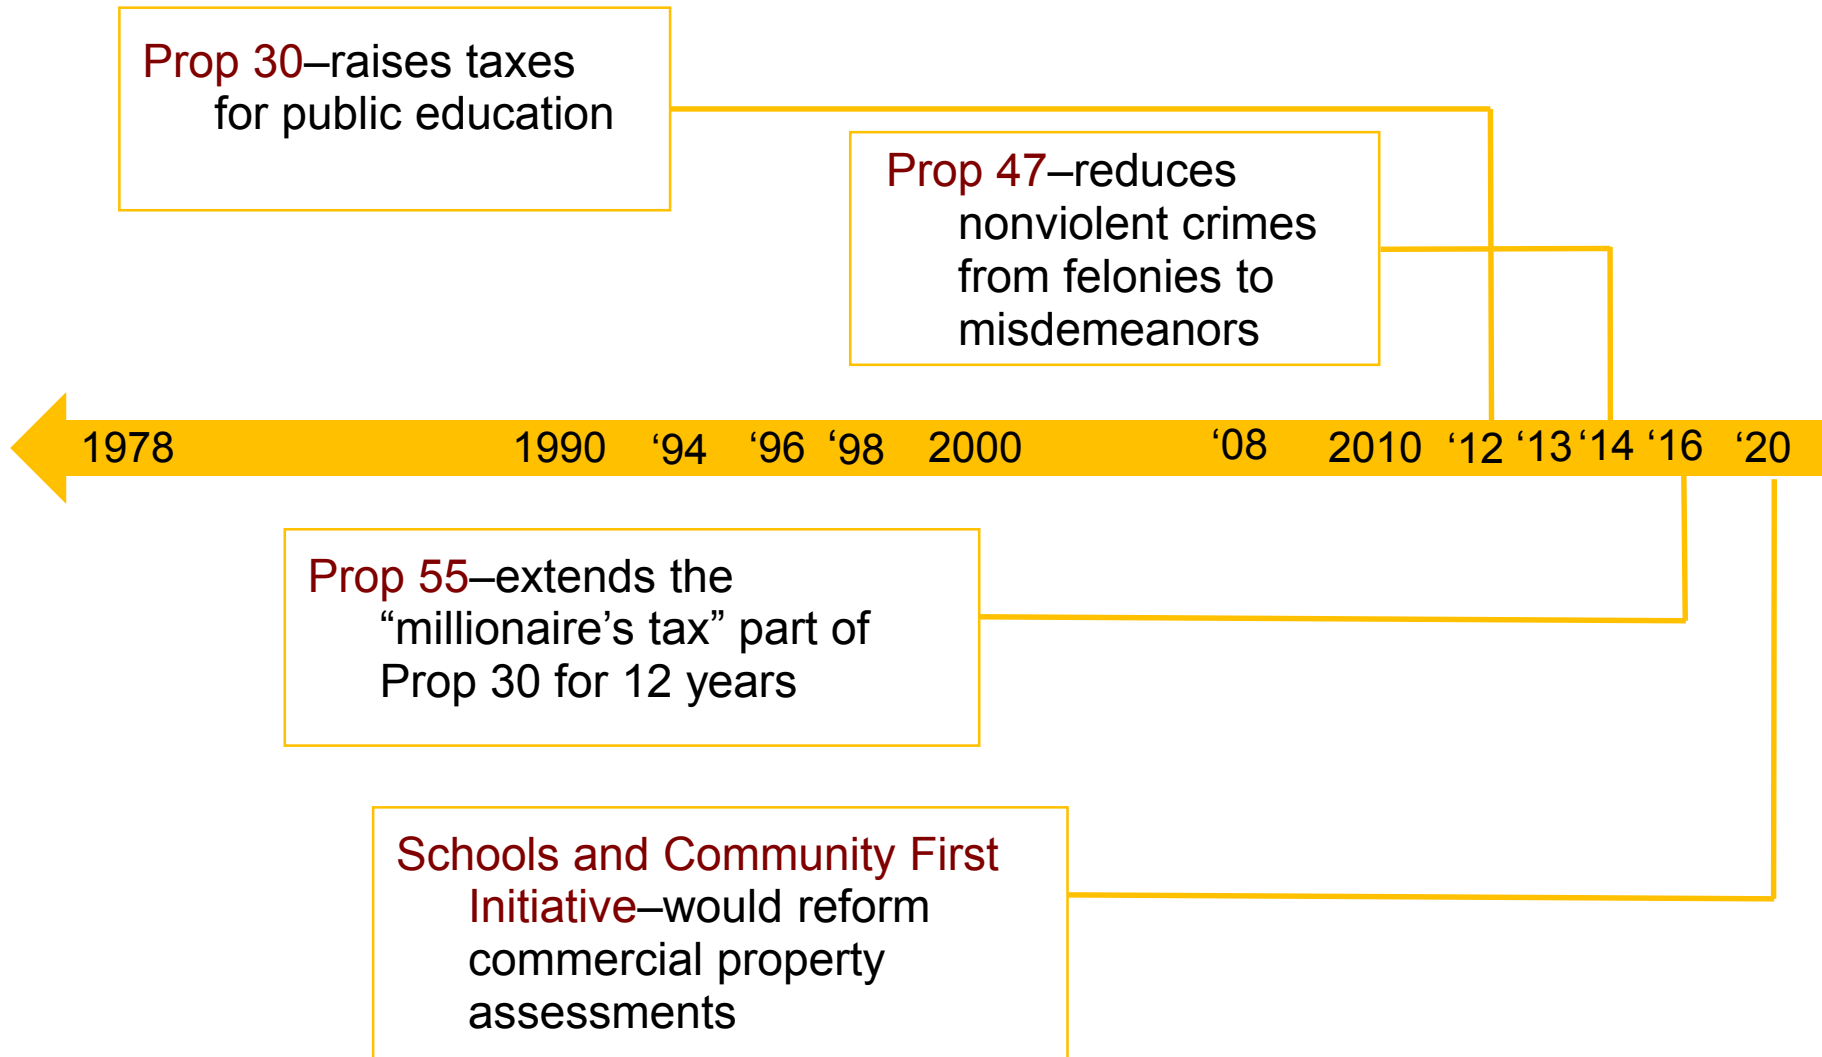 Prop 30–raises taxes
for public education
Prop 47–reduces
nonviolent crimes
from felonies to
misdemeanors
1978 1990 ‘94 ‘96 ‘98 2000 ‘08 2010 ‘12 ‘13 ‘14 ‘16 ‘20
Prop 55–extends the
“millionaire’s tax” part of
Prop 30 for 12 years
Schools and Community First
Initiative–would reform
commercial property
assessments